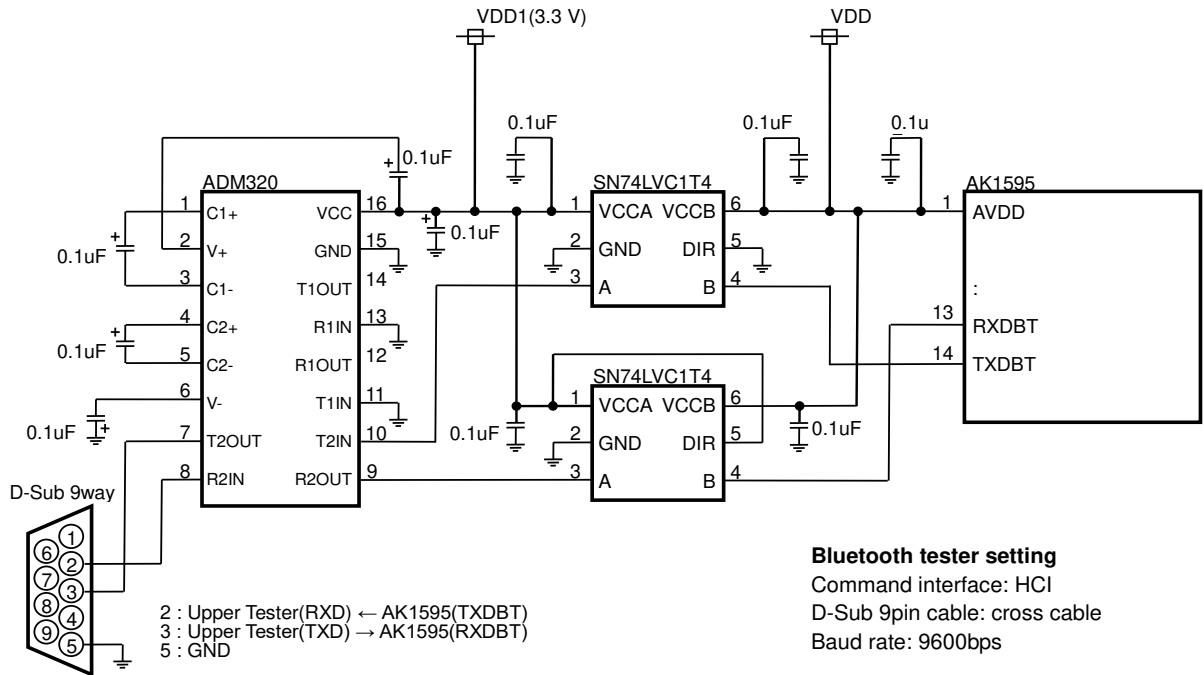 VDD1(3.3 V)
VDD
0.1uF
0.1uF
0.1u
0.1uF
+
ADM320
SN74LVC1T4
AK1595
1 C1+ VCC 16
+ 0.1uF
1 VCCA VCCB 6
1 AVDD
+
0.1uF
2 V+ GND 15
2 GND DIR 5
3 C1- T1OUT 14
3 A B 4
:
4 C2+ R1IN 13
13 RXDBT
+
0.1uF
5 C2- R1OUT 12
14 TXDBT
SN74LVC1T4
6 V- T1IN 11
1 VCCA VCCB 6
0.1uF
+
0.1uF
0.1uF
7 T2OUT T2IN 10
2 GND DIR 5
8 R2IN R2OUT 9
3 A B 4
D-Sub 9way
1
6
2
7
3
8
4
9
5
2 : Upper Tester(RXD) ← AK1595(TXDBT)
3 : Upper Tester(TXD) → AK1595(RXDBT)
5 : GND
Bluetooth tester setting
Command interface: HCI
D-Sub 9pin cable: cross cable
Baud rate: 9600bps